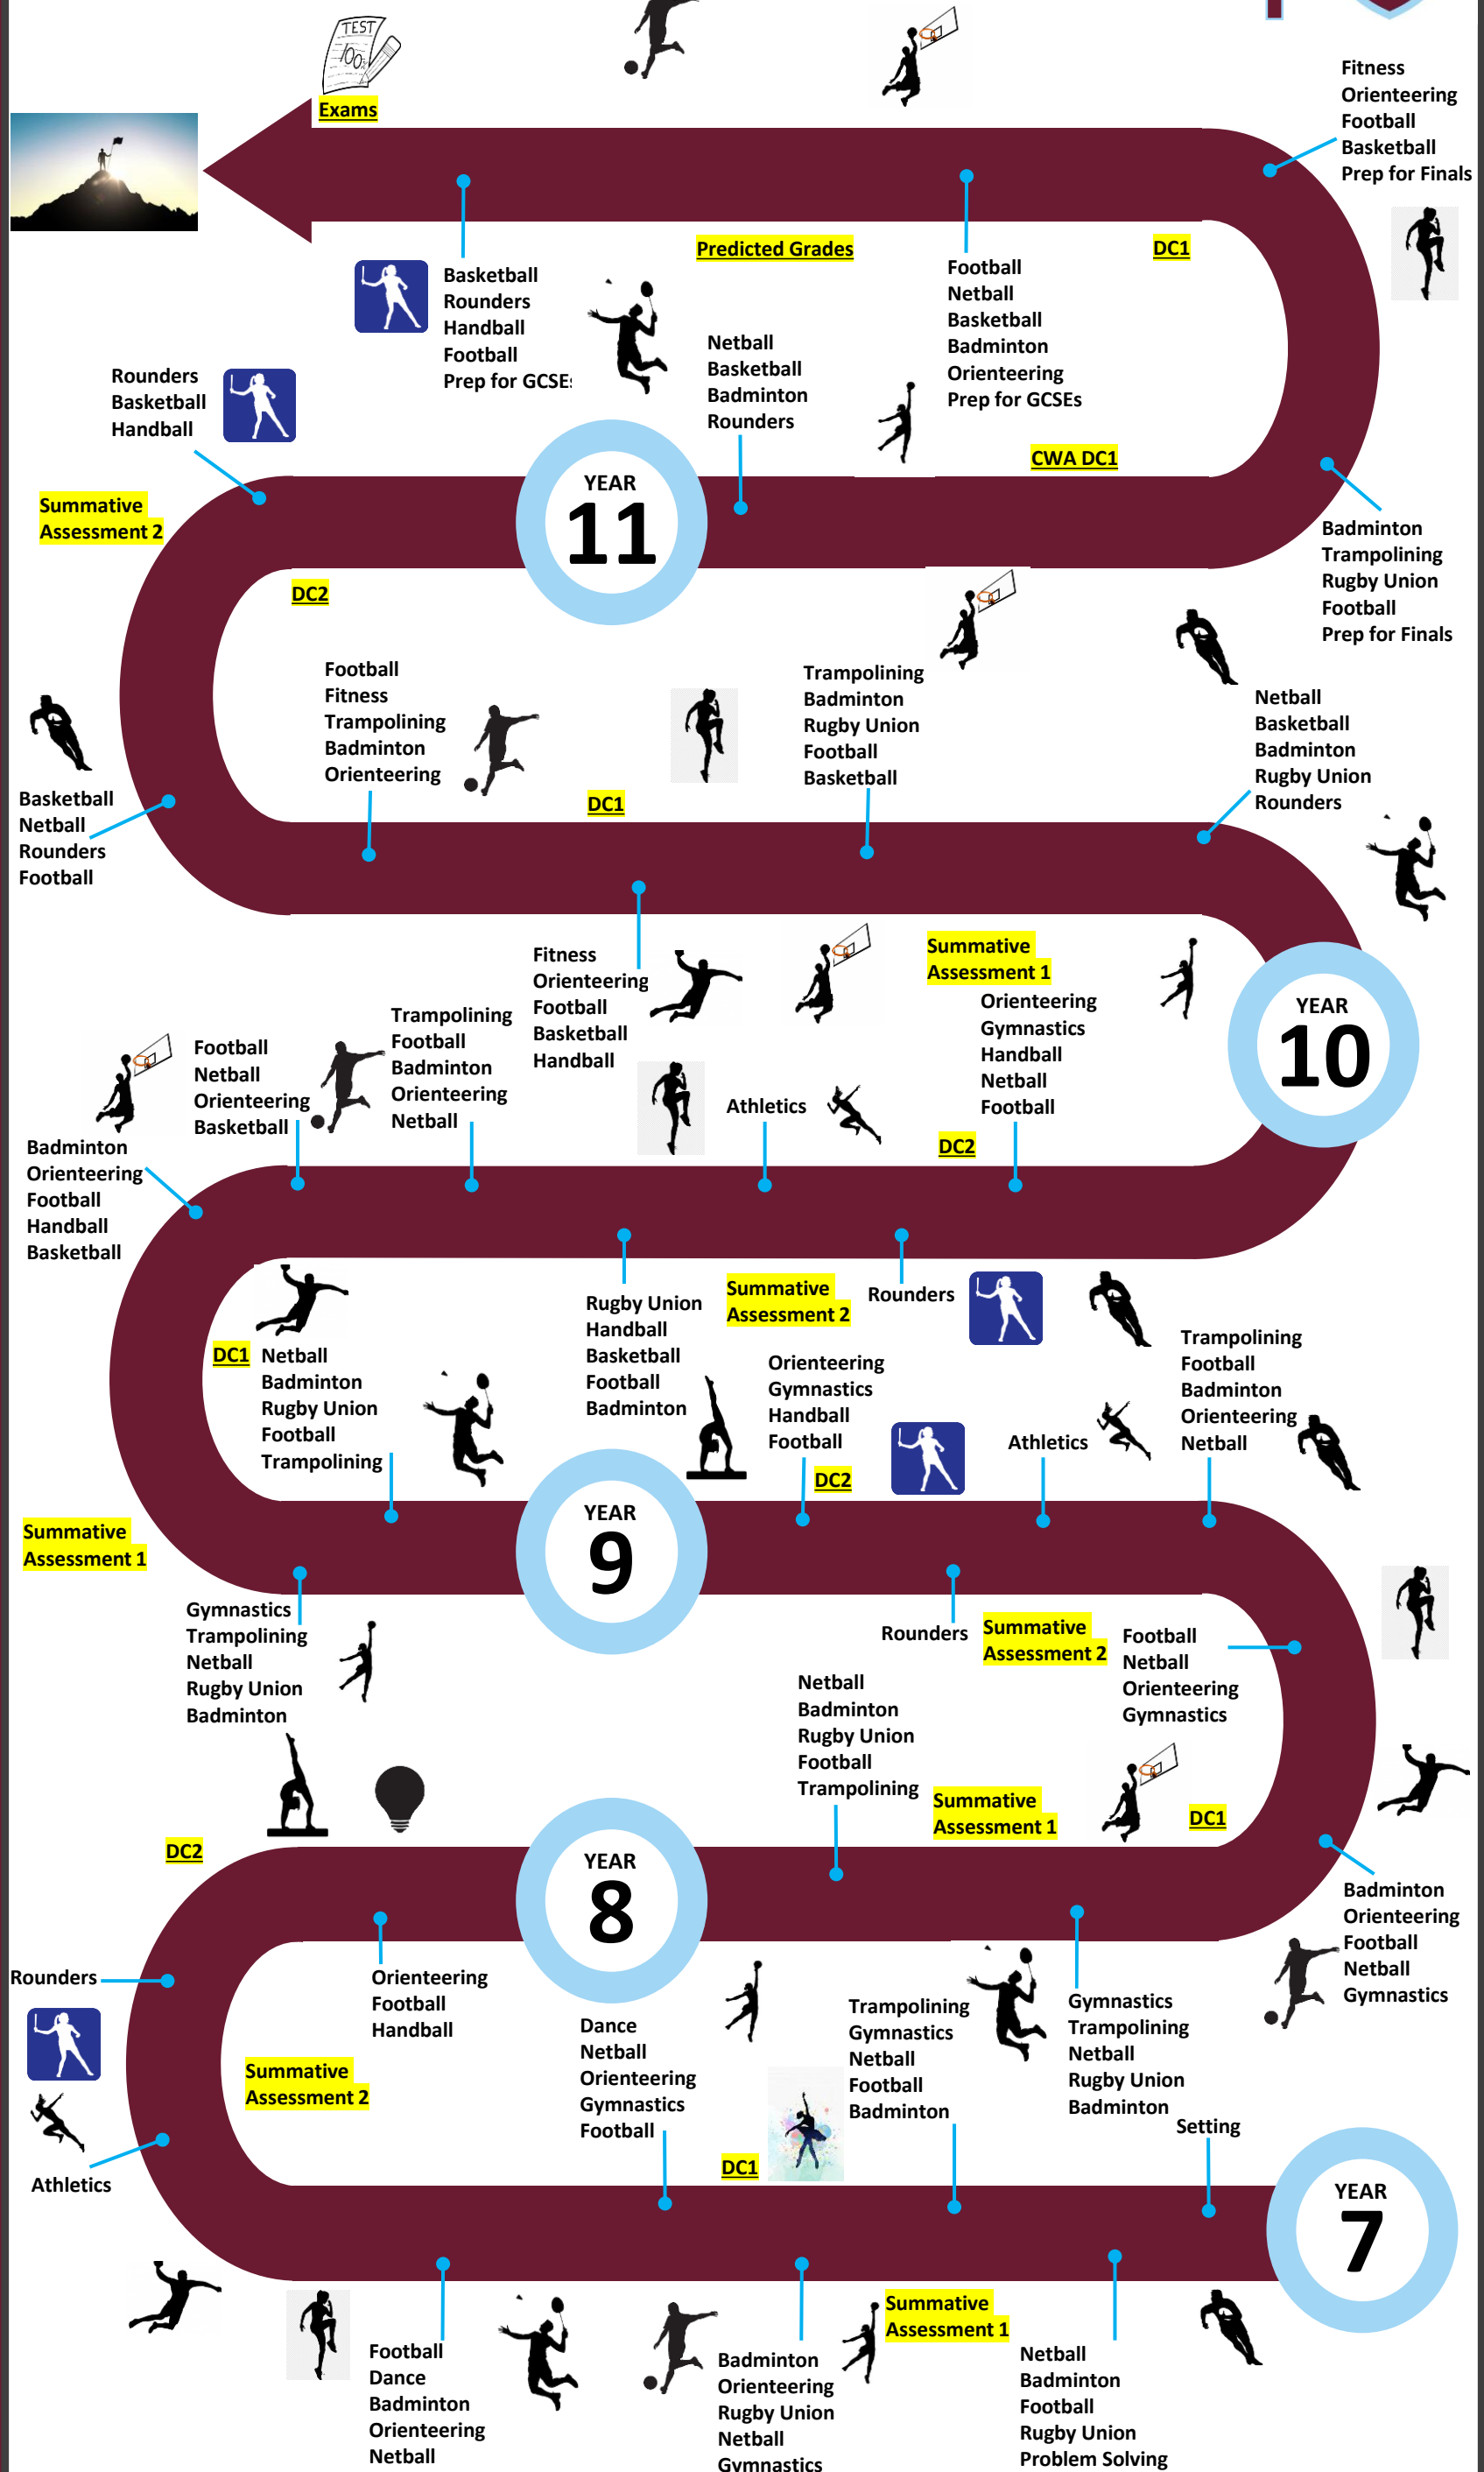 TEST
100%
Exams
Fitness
Orienteering
Football
Basketball
Prep for Finals
Predicted Grades
DC1
Basketball
Rounders
Handball
Football
Prep for GCSEs
Football
Netball
Basketball
Badminton
Orienteering
Prep for GCSEs
Netball
Basketball
Badminton
Rounders
Rounders
Basketball
Handball
CWA DC1
YEAR
11
Summative
Assessment 2
DC2
Badminton
Trampolining
Rugby Union
Football
Prep for Finals
Football
Fitness
Trampolining
Badminton
Orienteering
Trampolining
Badminton
Rugby Union
Football
Basketball
Netball
Basketball
Badminton
Rugby Union
Rounders
Basketball
Netball
Rounders
Football
DC1
Fitness
Orienteering
Football
Basketball
Handball
Summative
Assessment 1
Orienteering
Gymnastics
Handball
Netball
Football
YEAR
10
Trampolining
Football
Badminton
Orienteering
Netball
Football
Netball
Orienteering
Basketball
Athletics
Badminton
Orienteering
Football
Handball
Basketball
DC2
Rugby Union
Handball
Basketball
Football
Badminton
Summative
Assessment 2
Rounders
DC1
Netball
Badminton
Rugby Union
Football
Trampolining
Orienteering
Gymnastics
Handball
Football
DC2
Athletics
Trampolining
Football
Badminton
Orienteering
Netball
YEAR
9
Summative
Assessment 1
Gymnastics
Trampolining
Netball
Rugby Union
Badminton
Rounders
Summative
Assessment 2
Football
Netball
Orienteering
Gymnastics
Netball
Badminton
Rugby Union
Football
Trampolining
Summative
Assessment 1
DC1
DC2
YEAR
8
Badminton
Orienteering
Football
Netball
Gymnastics
Rounders
Orienteering
Football
Handball
Summative
Assessment 2
Dance
Netball
Orienteering
Gymnastics
Football
Trampolining
Gymnastics
Netball
Football
Badminton
Gymnastics
Trampolining
Netball
Rugby Union
Badminton
Setting
DC1
Athletics
YEAR
7
Football
Dance
Badminton
Orienteering
Netball
Badminton
Orienteering
Rugby Union
Netball
Gymnastics
Summative
Assessment 1
Netball
Badminton
Football
Rugby Union
Problem Solving